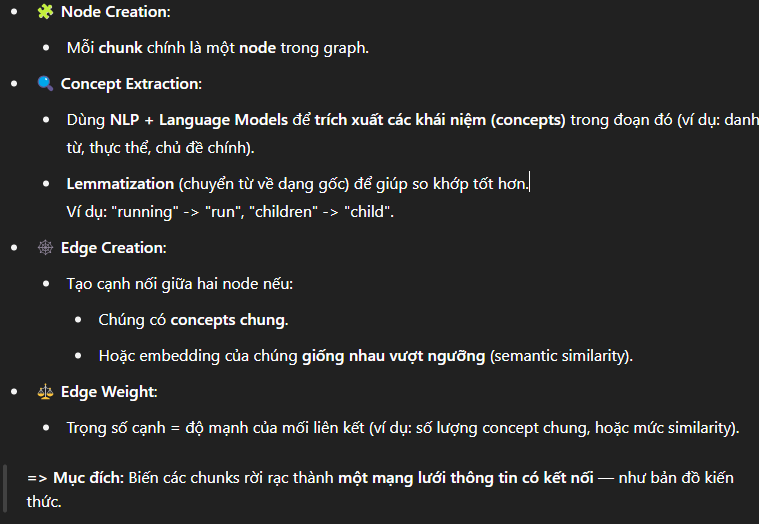 🧩 Node Creation:
Mỗi chunk chính là một node trong graph.
🔍 Concept Extraction:
Dùng NLP + Language Models để trích xuất các khái niệm (concepts) trong đoạn đó (ví dụ: danh
từ, thực thể, chủ đề chính).
Lemmatization (chuyển từ về dạng gốc) để giúp so khớp tốt hơn.
Ví dụ: "running" -> "run", "children" -> "child".
🕸️ Edge Creation:
Tạo cạnh nối giữa hai node nếu:
Chúng có concepts chung.
Hoặc embedding của chúng giống nhau vượt ngưỡng (semantic similarity).
⚖️ Edge Weight:
Trọng số cạnh = độ mạnh của mối liên kết (ví dụ: số lượng concept chung, hoặc mức similarity).
=> Mục đích: Biến các chunks rời rạc thành một mạng lưới thông tin có kết nối — như bản đồ kiến
thức.